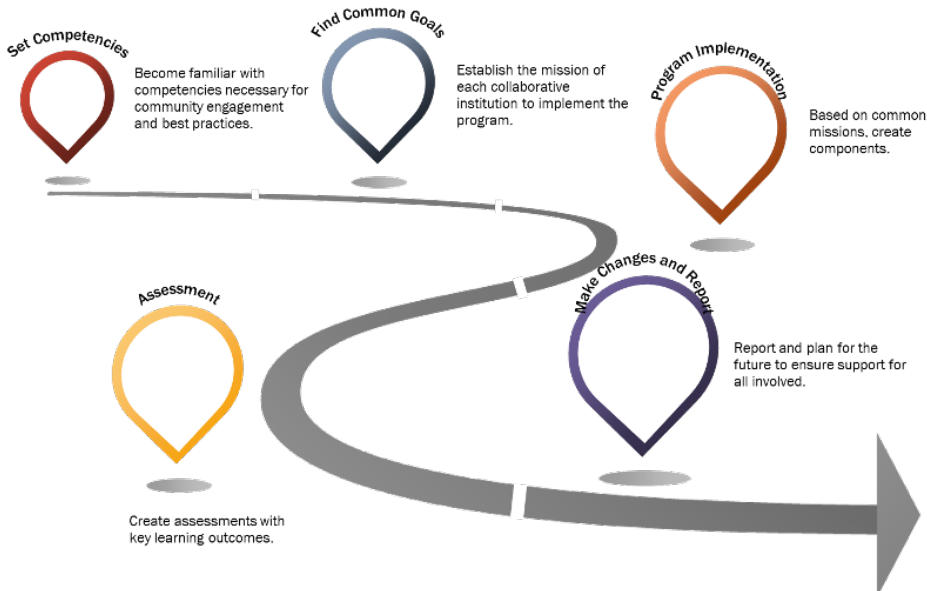 Set Competencies
Become familiar with
competencies necessary for
community engagement
and best practices.
Find Common Goals
Establish the mission of
each collaborative
institution to implement the
program.
Program Implementation
Based on common
missions, create
components.
Assessment
Create assessments with
key learning outcomes.
Make Changes and Report
Report and plan for the
future to ensure support for
all involved.